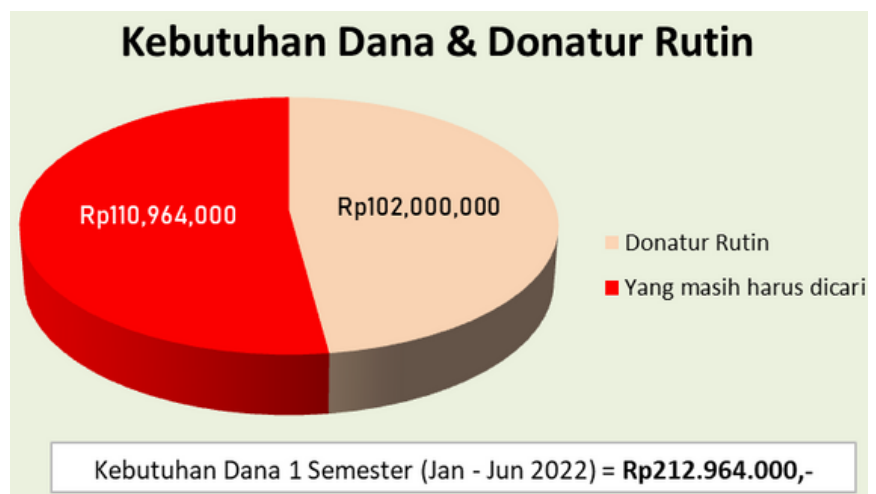 Kebutuhan Dana & Donatur Rutin
Rp110,964,000
Rp102,000,000
Donatur Rutin
Yang masih harus dicari
Kebutuhan Dana 1 Semester (Jan - Jun 2022) = Rp212.964.000,-